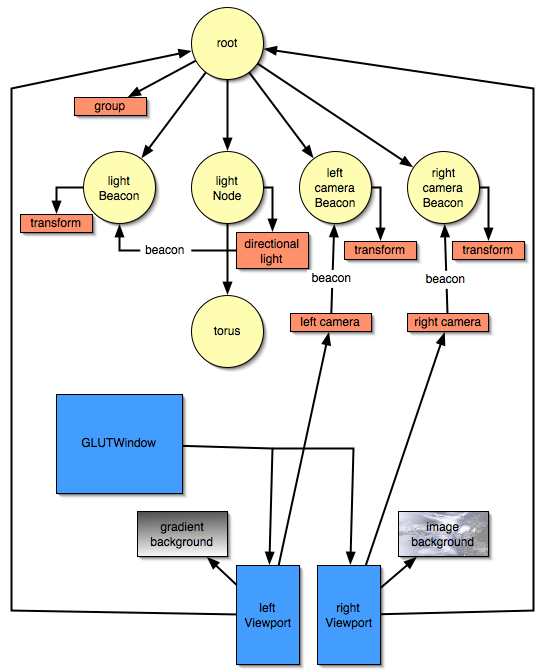 root
group
light
Beacon
light
Node
left
camera
Beacon
right
camera
Beacon
transform
beacon
directional
light
transform
transform
beacon
beacon
torus
left camera
right camera
GLUTWindow
gradient
background
image
background
left
Viewport
right
Viewport